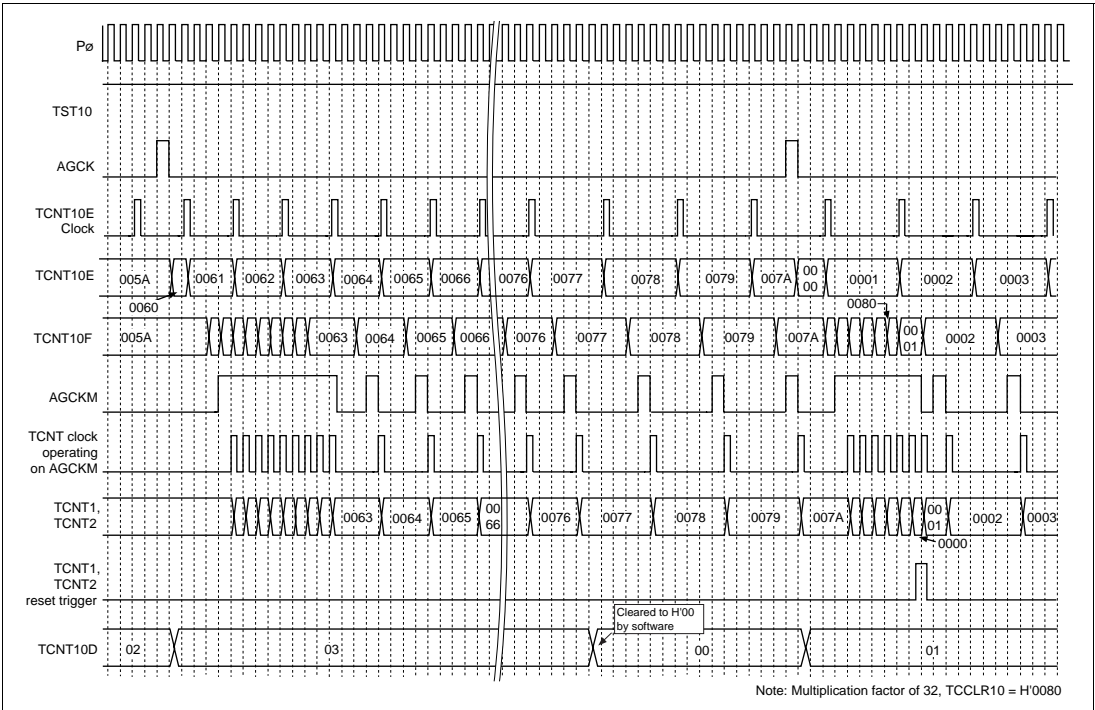 Pø
TST10
AGCK
TCNT10E
Clock
TCNT10E
005A
0061
0062
0063
0064
0065
0066
0076
0077
0078
0079
007A
00
00
0001
0002
0003
0060
0080
TCNT10F
005A
0063
0064
0065
0066
0076
0077
0078
0079
007A
00
01
0002
0003
AGCKM
TCNT clock
operating
on AGCKM
TCNT1,
TCNT2
0063
0064
0065
00
66
0076
0077
0078
0079
007A
00
01
0002
0003
0000
TCNT1,
TCNT2
reset trigger
Cleared to H'00
by software
TCNT10D
02
03
00
01
Note: Multiplication factor of 32, TCCLR10 = H'0080